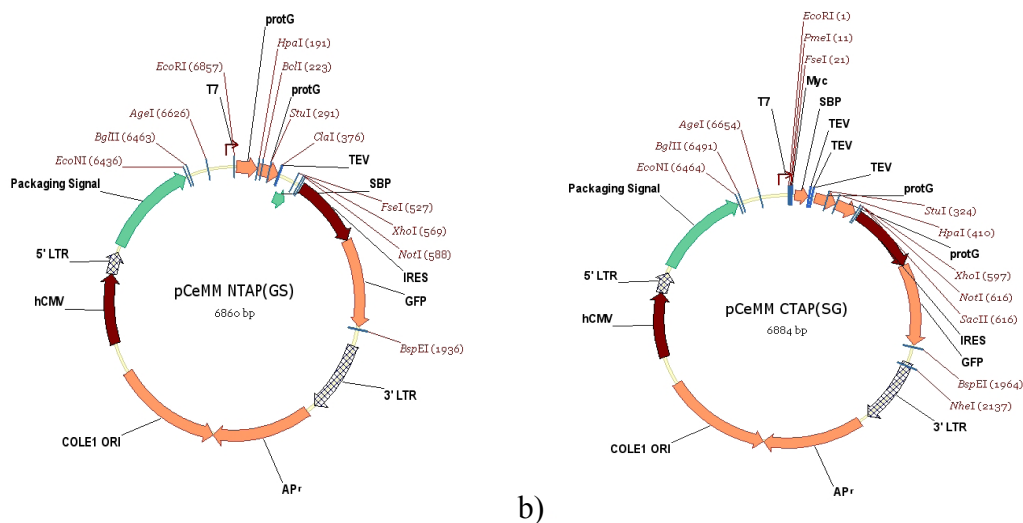 protG
HpaI (191)
BclI (223)
EcoRI (6857)
protG
T7
StuI (291)
AgeI (6626)
ClaI (376)
BglII (6463)
TEV
EcoNI (6436)
SBP
Packaging Signal
FseI (527)
XhoI (569)
NotI (588)
5' LTR
IRES
hCMV
GFP
pCeMM NTAP(GS)
6860 bp
BspEI (1936)
3' LTR
COLE1 ORI
APr
b)
EcoRI (1)
PmeI (11)
FseI (21)
Myc
T7
SBP
TEV
AgeI (6654)
TEV
BglII (6491)
TEV
EcoNI (6464)
protG
Packaging Signal
StuI (324)
HpaI (410)
protG
5' LTR
XhoI (597)
NotI (616)
hCMV
SacII (616)
pCeMM CTAP(SG)
6884 bp
IRES
GFP
BspEI (1964)
NheI (2137)
3' LTR
COLE1 ORI
APr